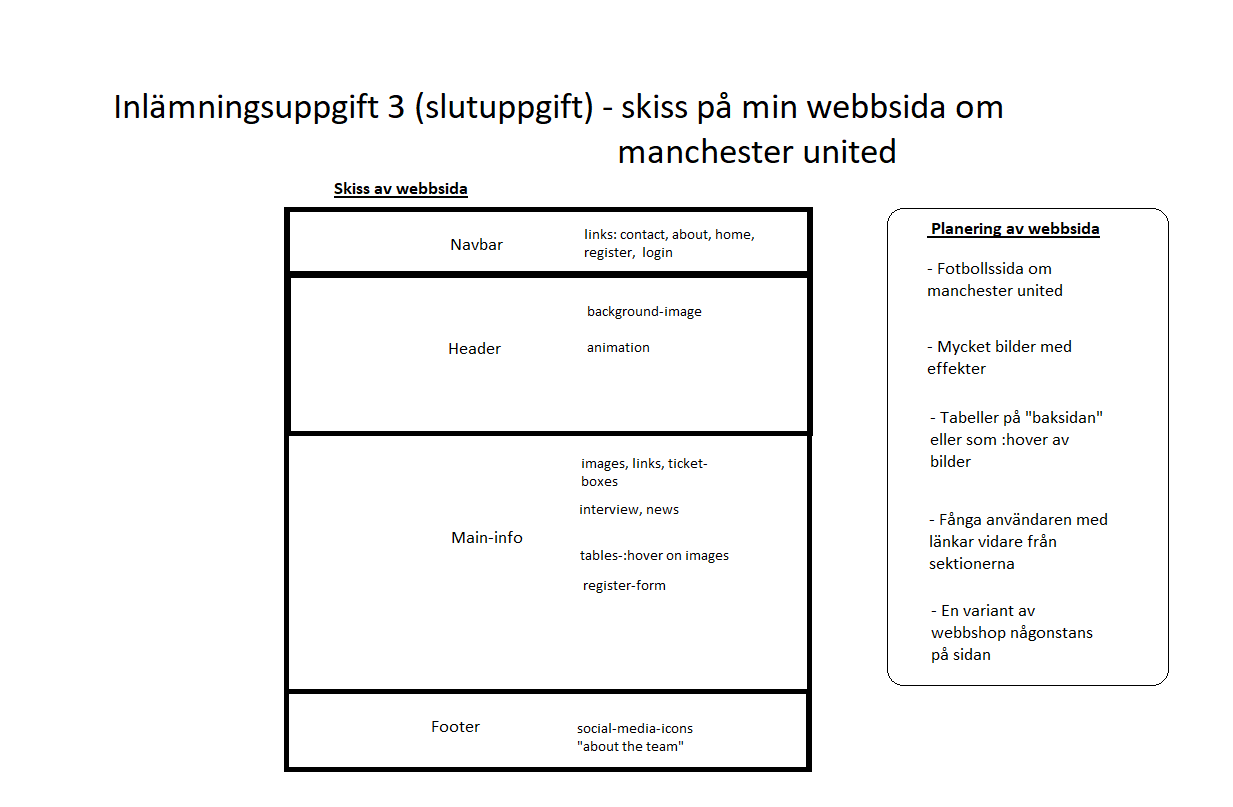 Inlämningsuppgift 3 (slutuppgift) - skiss på min webbsida om
manchester united
Skiss av webbsida
Navbar
links: contact, about, home,
register, login
Header
background-image
animation
Main-info
images, links, ticket-
boxes
interview, news
tables-:hover on images
register-form
Footer
social-media-icons
"about the team"
Planering av webbsida
- Fotbollssida om
manchester united
- Mycket bilder med
effekter
- Tabeller på "baksidan"
eller som :hover av
bilder
- Fånga användaren med
länkar vidare från
sektionerna
- En variant av
webbshop någonstans
på sidan